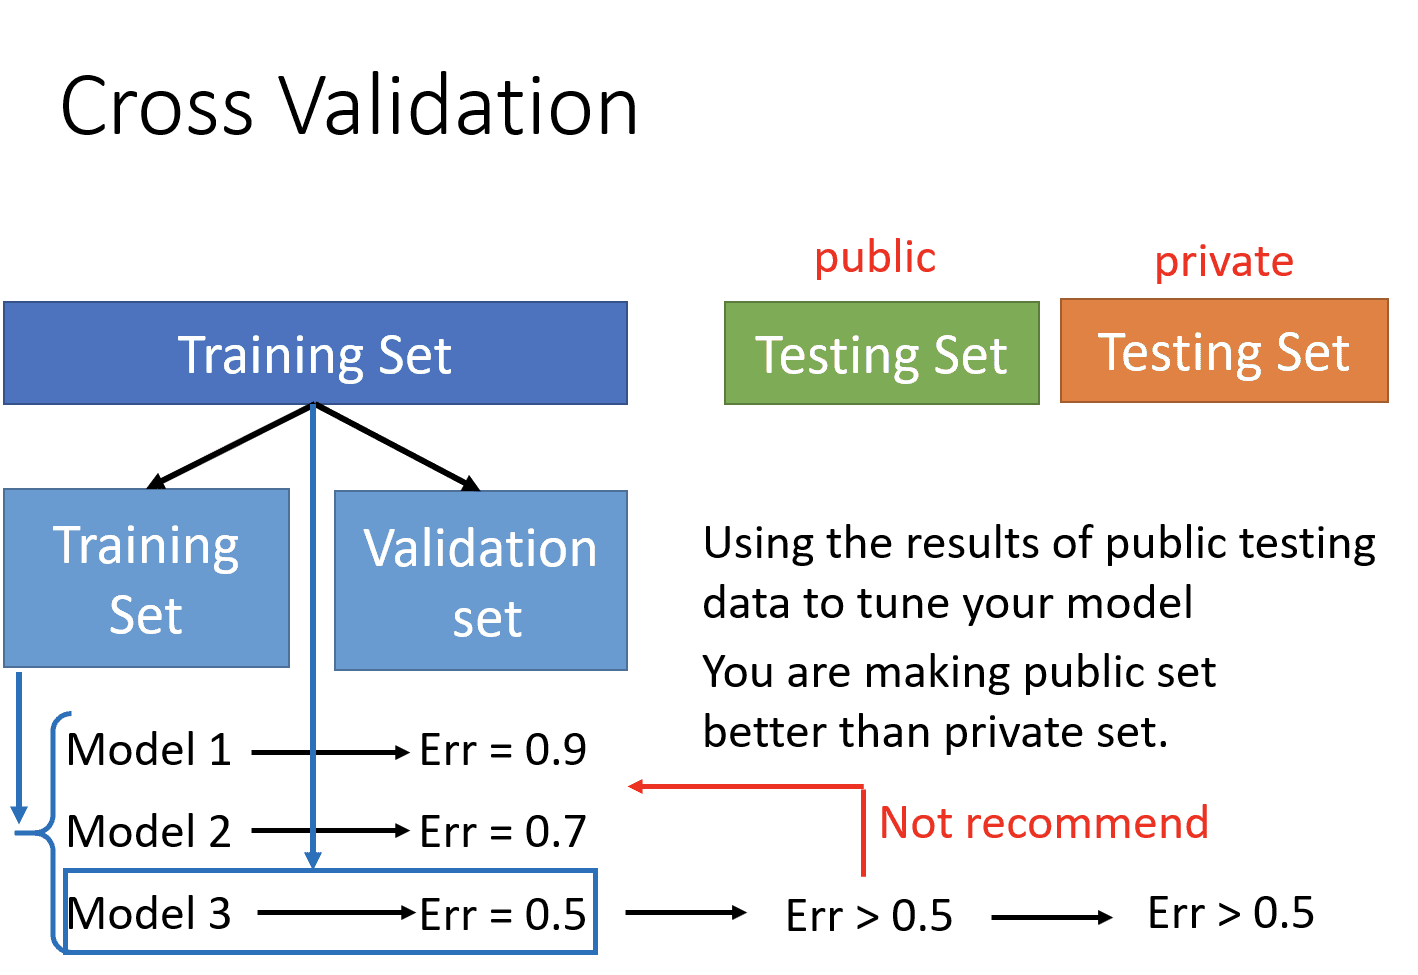 Cross Validation
public
private
Training Set
Testing Set
Testing Set
Training
Set
Validation
set
Using the results of public testing
data to tune your model
You are making public set
better than private set.
Model 1
Err = 0.9
Model 2
Err = 0.7
Not recommend
Model 3
Err = 0.5
Err > 0.5
Err > 0.5